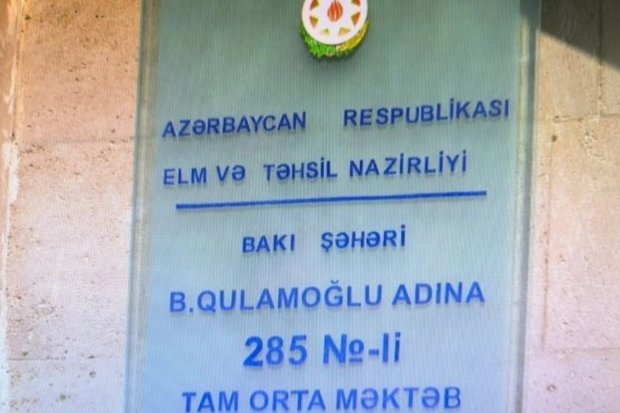 AZƏRBAYCAN RESPUBLİKASI
ELM VƏ TƏHSİL NAZİRLİYİ
BAKI ŞƏHƏRİ
B.QULAMOĞLU ADINA
285 №-li
TAM ORTA MƏKTƏB